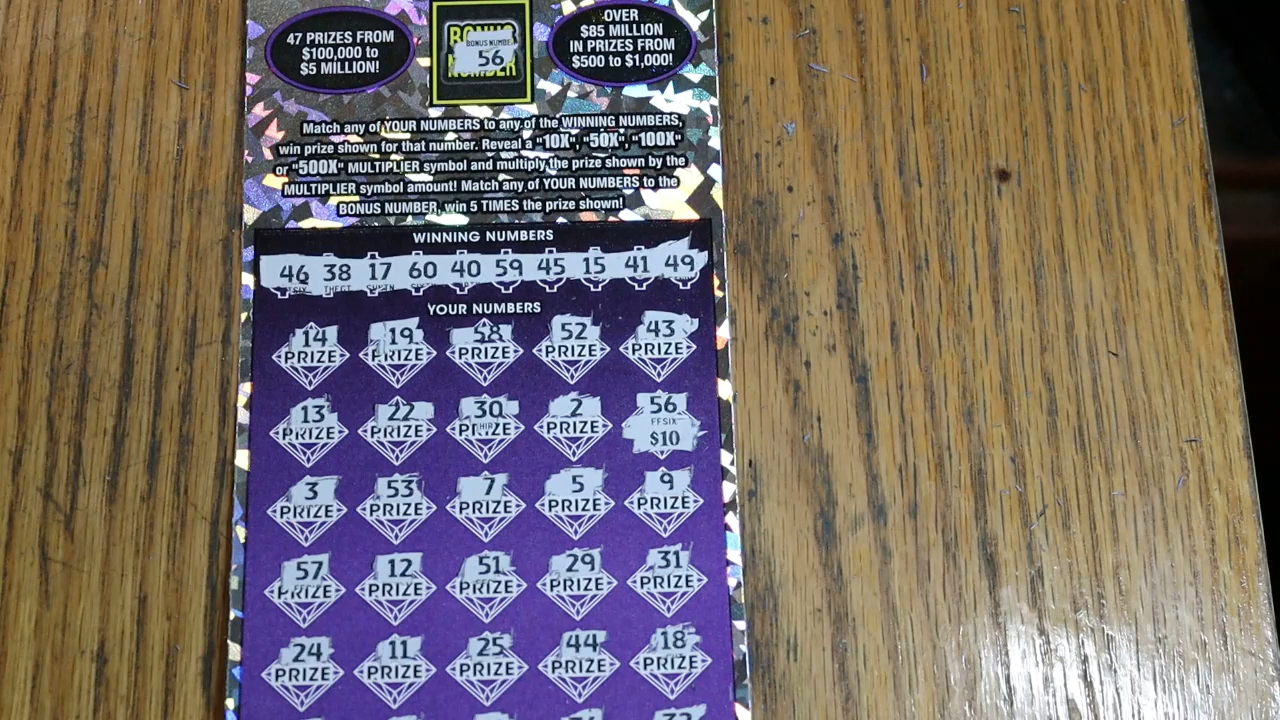 47 PRIZES FROM
$100,000 to
$5 MILLION!
BONUS NUMBER
56
OVER
$85 MILLION
IN PRIZES FROM
$500 to $1,000!
Match any of YOUR NUMBERS to any of the WINNING NUMBERS,
win prize shown for that number. Reveal a "10X", "50X", "100X"
or "500X" MULTIPLIER symbol and multiply the prize shown by the
MULTIPLIER symbol amount! Match any of YOUR NUMBERS to the
BONUS NUMBER, win 5 TIMES the prize shown!
WINNING NUMBERS
46 38 17 60 40 59 45 15 41 49
YOUR NUMBERS
14 19 58 52 43
PRIZE PRIZE PRIZE PRIZE PRIZE
13 22 30 2 56
PRIZE PRIZE PRIZE PRIZE FFSIX
$10
3 53 7 5 9
PRIZE PRIZE PRIZE PRIZE PRIZE
57 12 51 29 31
PRIZE PRIZE PRIZE PRIZE PRIZE
24 11 25 44 18
PRIZE PRIZE PRIZE PRIZE PRIZE